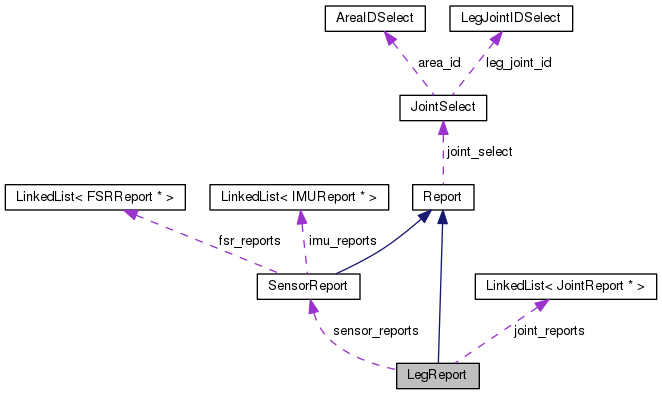 AreaIDSelect LegJointIDSelect
area_id leg_joint_id
JointSelect
joint_select
LinkedList< FSRReport * > LinkedList< IMUReport * > Report
fsr_reports imu_reports
SensorReport LinkedList< JointReport * >
sensor_reports joint_reports
LegReport